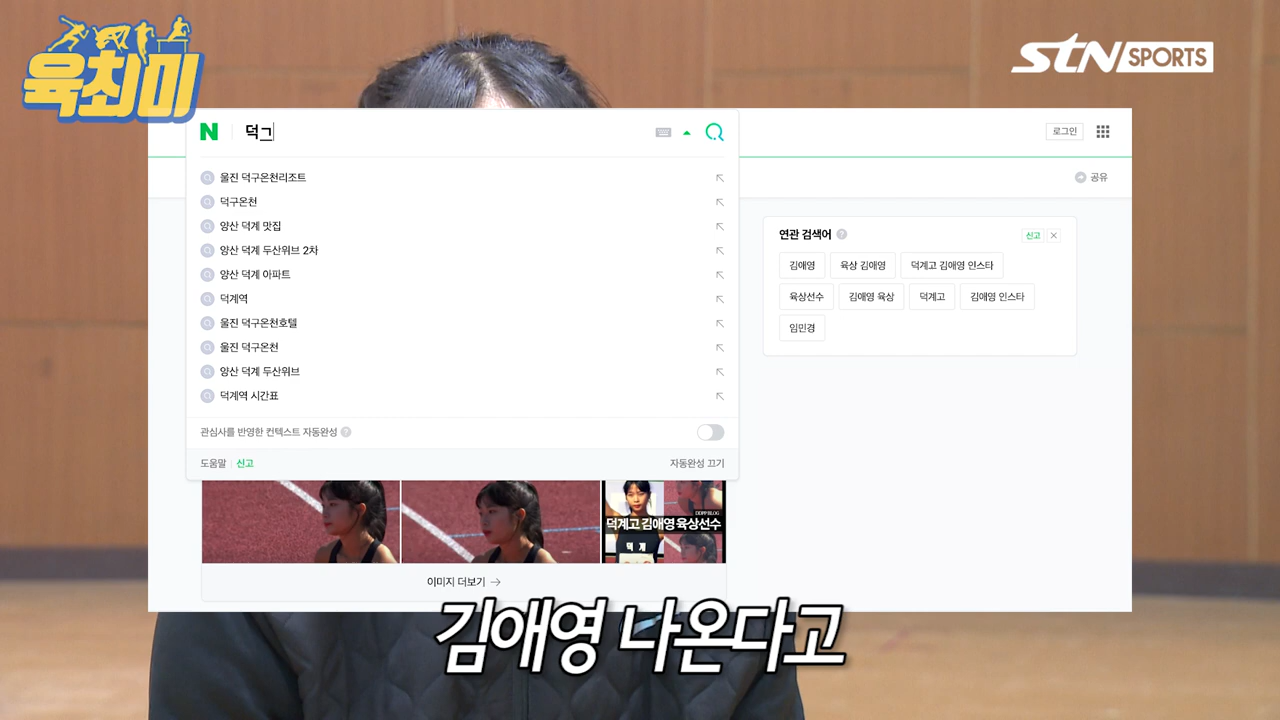 육최미
STN SPORTS
N 덕ㄱ
로그인
울진 덕구온천리조트
덕구온천
양산 덕계 맛집
양산 덕계 두산위브 2차
양산 덕계 아파트
덕계역
울진 덕구온천호텔
울진 덕구온천
양산 덕계 두산위브
덕계역 시간표
관심사를 반영한 컨텍스트 자동완성 ?
도움말 신고
자동완성 끄기
공유
연관 검색어 ?
신고
김애영 육상 김애영 덕계고 김애영 인스타
육상선수 김애영 육상 덕계고 김애영 인스타
임민경
덕계고 김애영 육상선수
덕계
이미지 더보기 →
김애영 나온다고